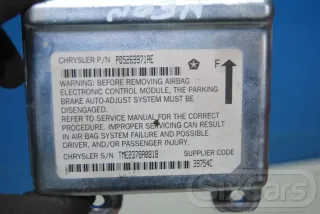 CHRYSLER P/N P05269971AE
F
WARNING: BEFORE REMOVING AIRBAG
ELECTRONIC CONTROL MODULE, THE PARKING
BRAKE AUTO-ADJUST SYSTEM MUST BE
DISENGAGED.
REFER TO SERVICE MANUAL FOR THE CORRECT
PROCEDURE. IMPROPER SERVICING CAN RESULT
IN AIR BAG SYSTEM FAILURE AND POSSIBLE
DRIVER, AND/OR PASSENGER INJURY.
SUPPLIER CODE
CHRYSLER S/N TME2378A0818 39754C